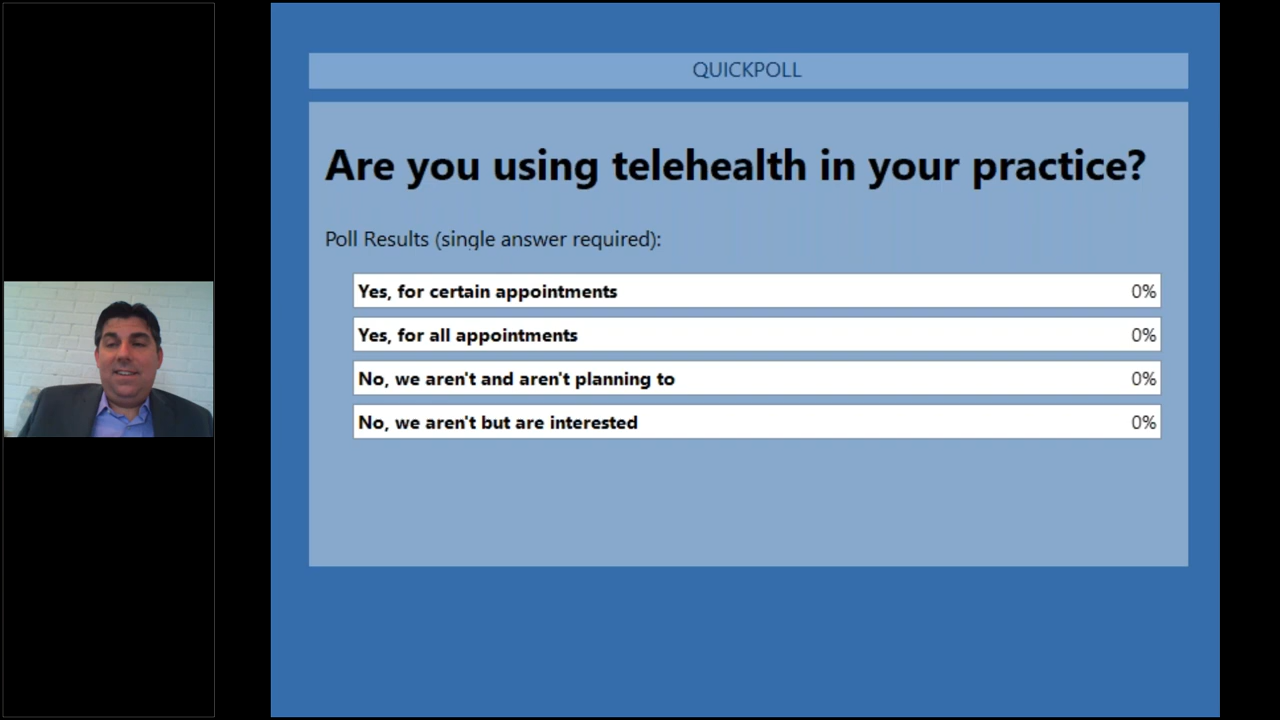 QUICKPOLL
Are you using telehealth in your practice?
Poll Results (single answer required):
Yes, for certain appointments 0%
Yes, for all appointments 0%
No, we aren't and aren't planning to 0%
No, we aren't but are interested 0%